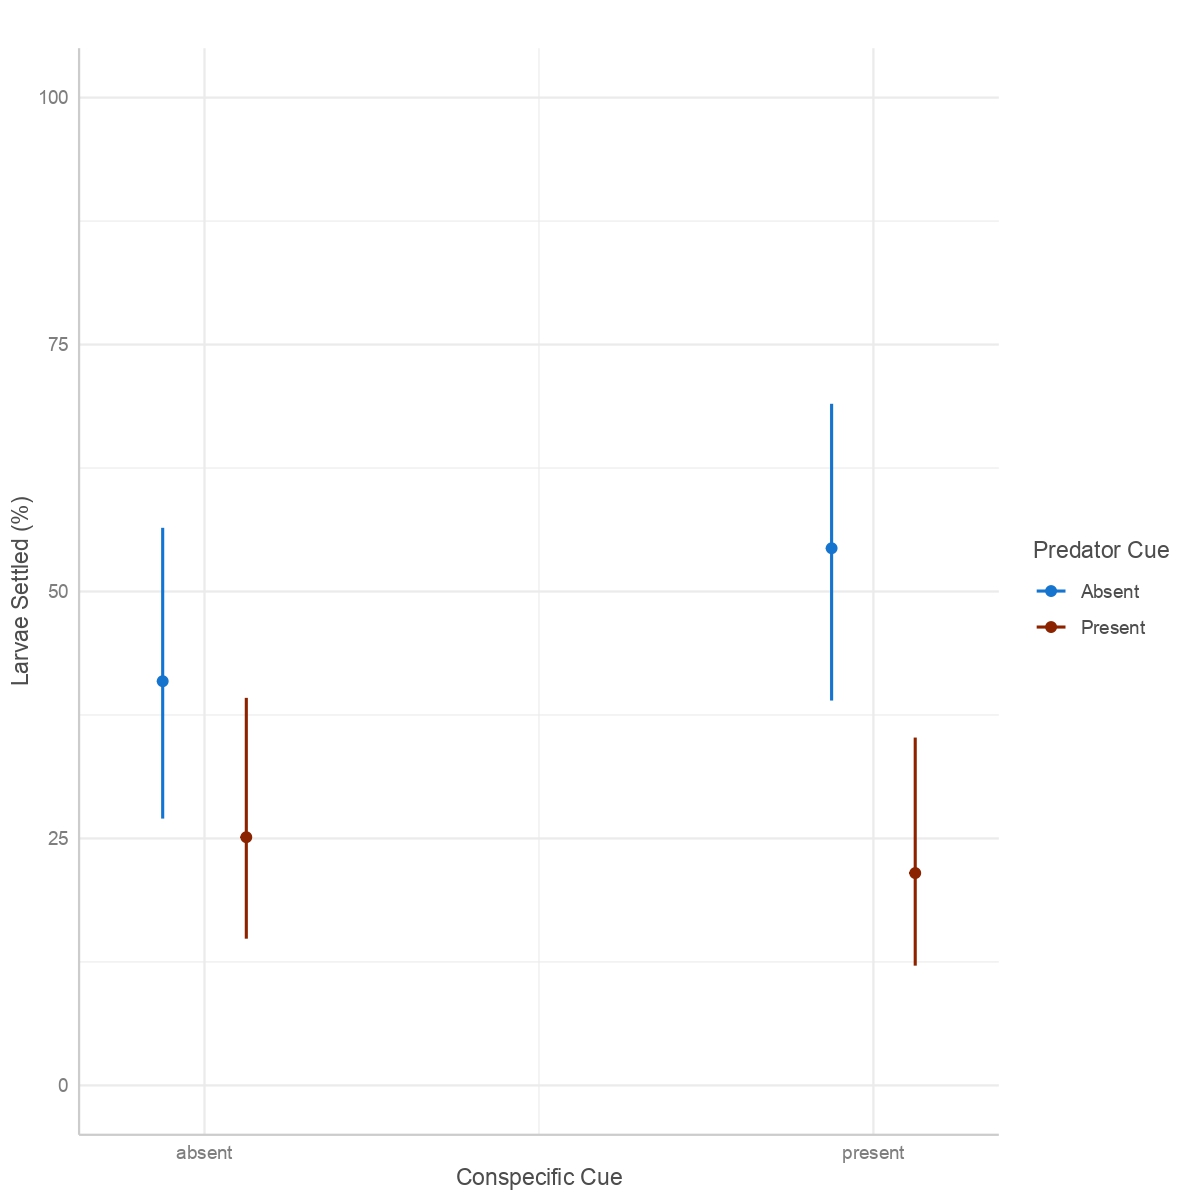 100
75
50
25
0
Larvae Settled (%)
absent
present
Conspecific Cue
Predator Cue
Absent
Present